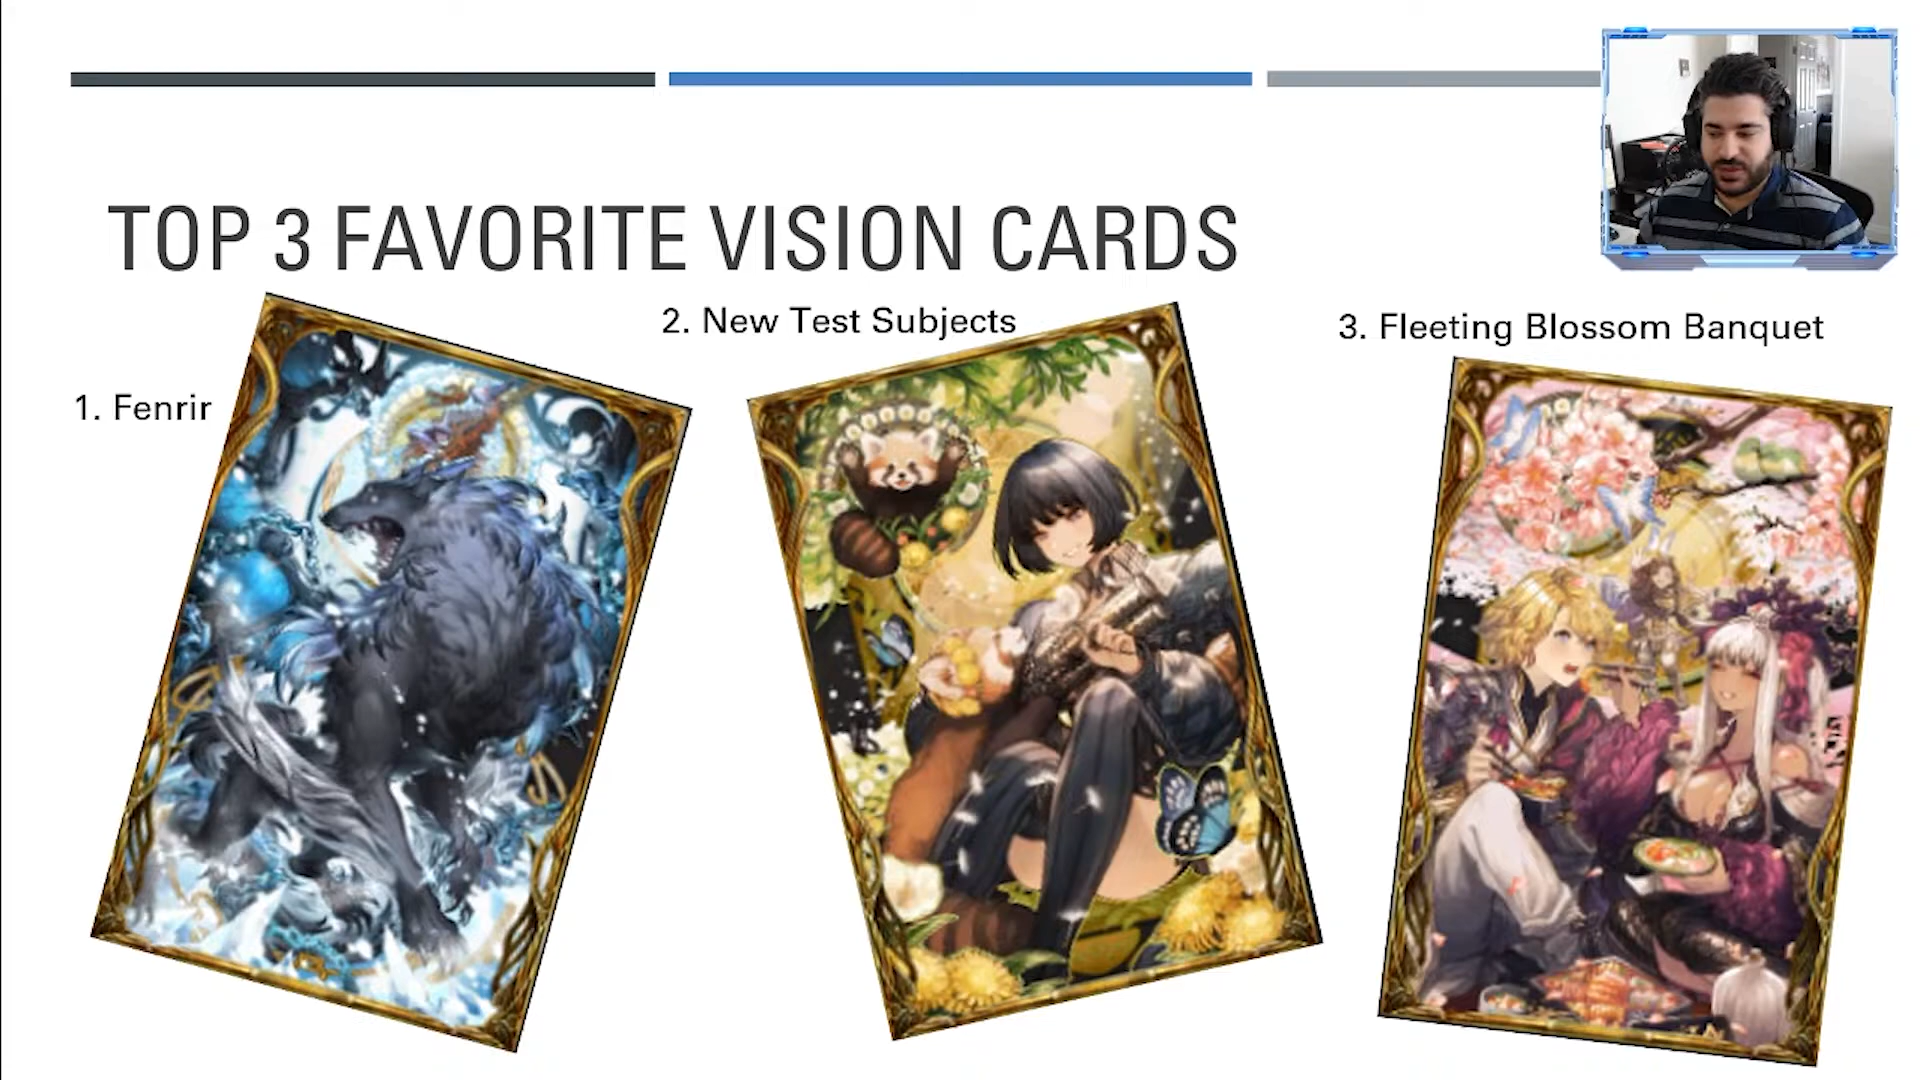 TOP 3 FAVORITE VISION CARDS
1. Fenrir
2. New Test Subjects
3. Fleeting Blossom Banquet